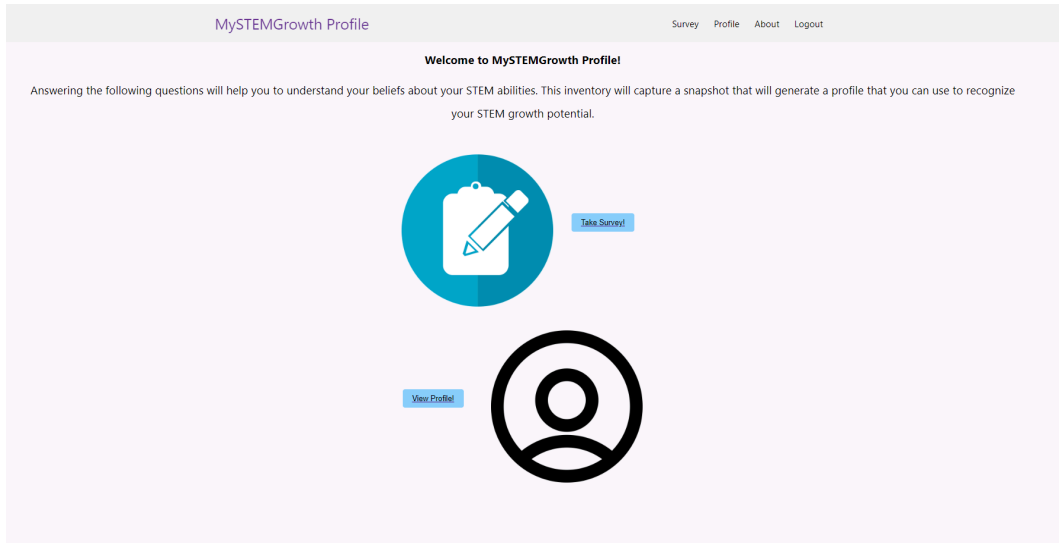 MySTEMGrowth Profile
Survey Profile About Logout
Welcome to MySTEMGrowth Profile!
Answering the following questions will help you to understand your beliefs about your STEM abilities. This inventory will capture a snapshot that will generate a profile that you can use to recognize
your STEM growth potential.
Take Survey!
View Profile!